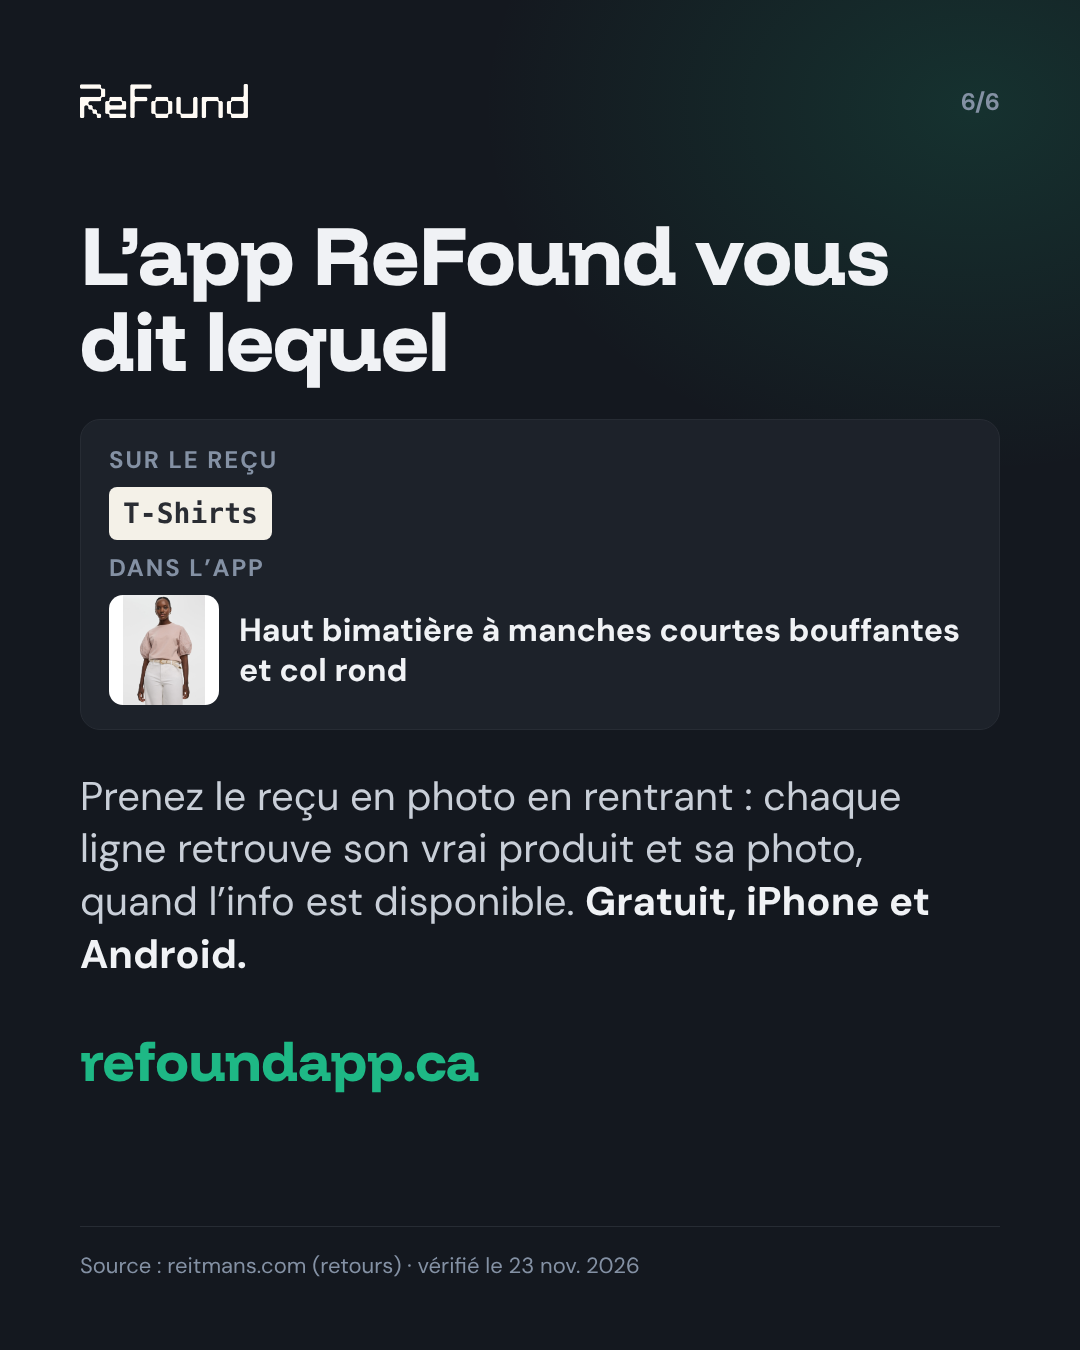 ReFound
6/6
L’app ReFound vous
dit lequel
SUR LE REÇU
T-Shirts
DANS L’APP
Haut bimatière à manches courtes bouffantes
et col rond
Prenez le reçu en photo en rentrant : chaque
ligne retrouve son vrai produit et sa photo,
quand l’info est disponible. Gratuit, iPhone et
Android.
refoundapp.ca
Source : reitmans.com (retours) · vérifié le 23 nov. 2026